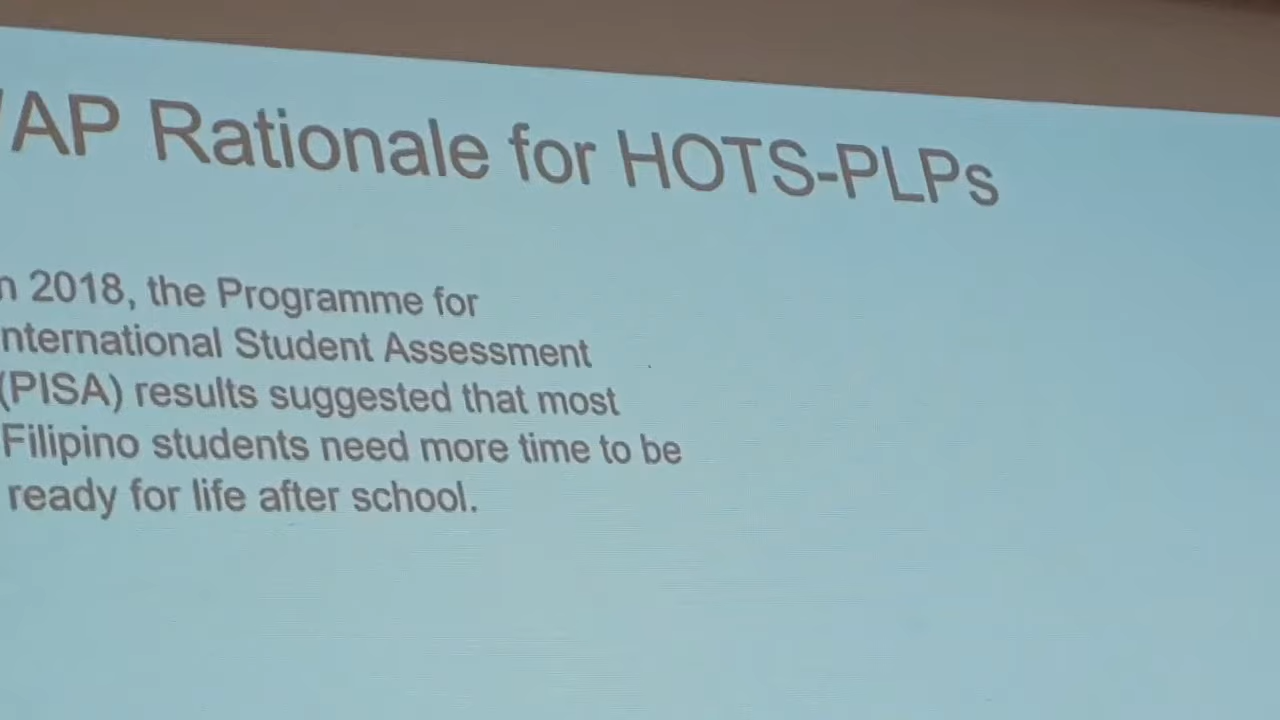 AP Rationale for HOTS-PLPs
n 2018, the Programme for
nternational Student Assessment
(PISA) results suggested that most
Filipino students need more time to be
ready for life after school.